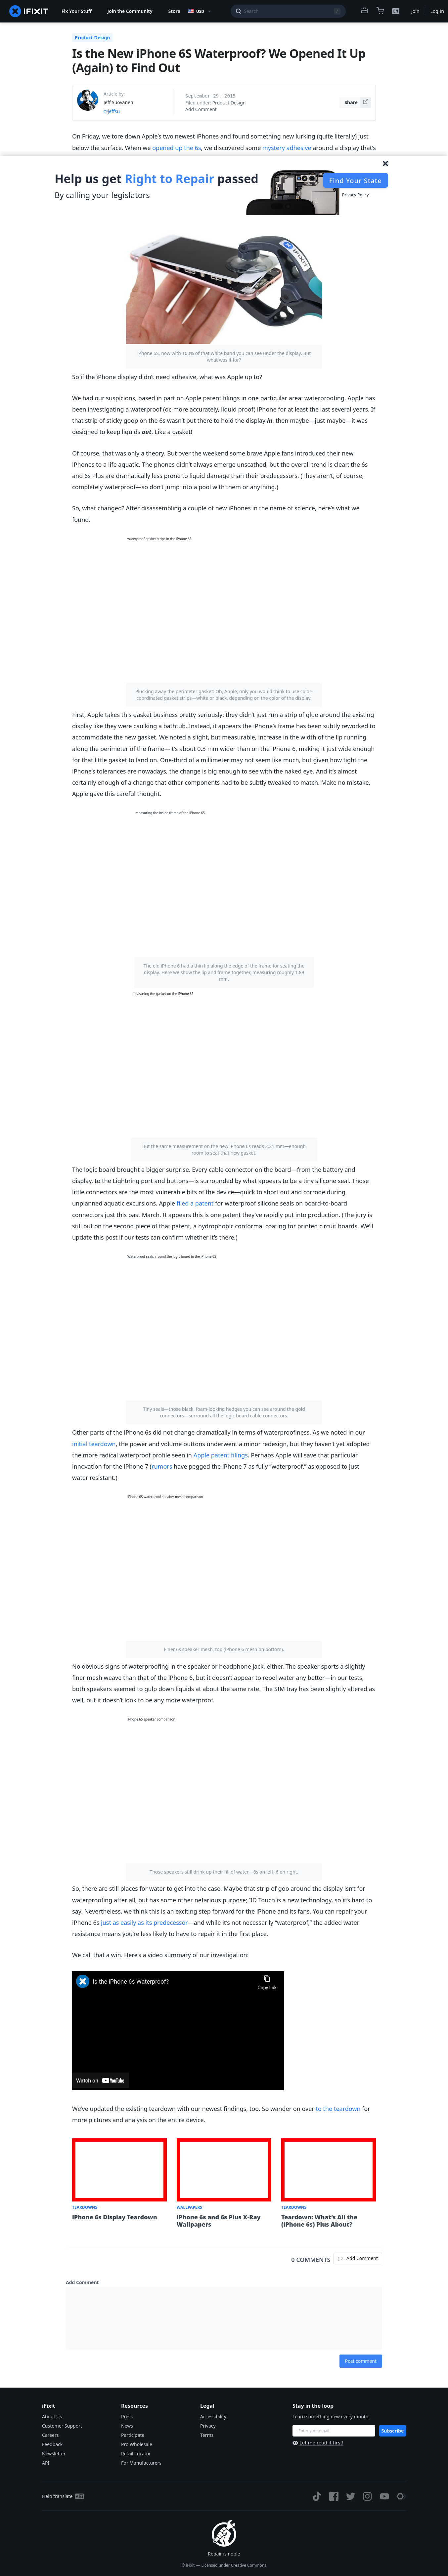 IFIXIT
Fix Your Stuff
Join the Community
Store
USD
Search
EN
Join
Log In
Product Design
Is the New iPhone 6S Waterproof? We Opened It Up
(Again) to Find Out
Article by:
Jeff Suovanen
@jeffsu
September 29, 2015
Filed under: Product Design
Add Comment
Share
On Friday, we tore down Apple's two newest iPhones and found something new lurking (quite literally) just
below the surface. When we opened up the 6s, we discovered some mystery adhesive around a display that's
Help us get Right to Repair passed
By calling your legislators
Find Your State
Privacy Policy
iPhone 6S, now with 100% of that white band you can see under the display. But
what was it for?
So if the iPhone display didn't need adhesive, what was Apple up to?
We had our suspicions, based in part on Apple patent filings in one particular area: waterproofing. Apple has
been investigating a waterproof (or, more accurately, liquid proof) iPhone for at least the last several years. If
that strip of sticky goop on the 6s wasn't put there to hold the display in, then maybe—just maybe—it was
designed to keep liquids out. Like a gasket!
Of course, that was only a theory. But over the weekend some brave Apple fans introduced their new
iPhones to a life aquatic. The phones didn't always emerge unscathed, but the overall trend is clear: the 6s
and 6s Plus are dramatically less prone to liquid damage than their predecessors. (They aren't, of course,
completely waterproof—so don't jump into a pool with them or anything.)
So, what changed? After disassembling a couple of new iPhones in the name of science, here's what we
found.
waterproof gasket strips in the iPhone 6S
Plucking away the perimeter gasket: Oh, Apple, only you would think to use color-
coordinated gasket strips—white or black, depending on the color of the display.
First, Apple takes this gasket business pretty seriously: they didn't just run a strip of glue around the existing
display like they were caulking a bathtub. Instead, it appears the iPhone's frame has been subtly reworked to
accommodate the new gasket. We noted a slight, but measurable, increase in the width of the lip running
along the perimeter of the frame—it's about 0.3 mm wider than on the iPhone 6, making it just wide enough
for that little gasket to land on. One-third of a millimeter may not seem like much, but given how tight the
iPhone's tolerances are nowadays, the change is big enough to see with the naked eye. And it's almost
certainly enough of a change that other components had to be subtly tweaked to match. Make no mistake,
Apple gave this careful thought.
measuring the inside frame of the iPhone 6S
The old iPhone 6 had a thin lip along the edge of the frame for seating the
display. Here we show the lip and frame together, measuring roughly 1.89
mm.
measuring the gasket on the iPhone 6S
But the same measurement on the new iPhone 6s reads 2.21 mm—enough
room to seat that new gasket.
The logic board brought a bigger surprise. Every cable connector on the board—from the battery and
display, to the Lightning port and buttons—is surrounded by what appears to be a tiny silicone seal. Those
little connectors are the most vulnerable bits of the device—quick to short out and corrode during
unplanned aquatic excursions. Apple filed a patent for waterproof silicone seals on board-to-board
connectors just this past March. It appears this is one patent they've rapidly put into production. (The jury is
still out on the second piece of that patent, a hydrophobic conformal coating for printed circuit boards. We'll
update this post if our tests can confirm whether it's there.)
Waterproof seals around the logic board in the iPhone 6S
Tiny seals—those black, foam-looking hedges you can see around the gold
connectors—surround all the logic board cable connectors.
Other parts of the iPhone 6s did not change dramatically in terms of waterproofiness. As we noted in our
initial teardown, the power and volume buttons underwent a minor redesign, but they haven't yet adopted
the more radical waterproof profile seen in Apple patent filings. Perhaps Apple will save that particular
innovation for the iPhone 7 (rumors have pegged the iPhone 7 as fully "waterproof," as opposed to just
water resistant.)
iPhone 6S waterproof speaker mesh comparison
Finer 6s speaker mesh, top (iPhone 6 mesh on bottom).
No obvious signs of waterproofing in the speaker or headphone jack, either. The speaker sports a slightly
finer mesh weave than that of the iPhone 6, but it doesn't appear to repel water any better—in our tests,
both speakers seemed to gulp down liquids at about the same rate. The SIM tray has been slightly altered as
well, but it doesn't look to be any more waterproof.
iPhone 6S speaker comparison
Those speakers still drink up their fill of water—6s on left, 6 on right.
So, there are still places for water to get into the case. Maybe that strip of goo around the display isn't for
waterproofing after all, but has some other nefarious purpose; 3D Touch is a new technology, so it's hard to
say. Nevertheless, we think this is an exciting step forward for the iPhone and its fans. You can repair your
iPhone 6s just as easily as its predecessor—and while it's not necessarily "waterproof," the added water
resistance means you're less likely to have to repair it in the first place.
We call that a win. Here's a video summary of our investigation:
Is the iPhone 6s Waterproof?
Copy link
Watch on YouTube
We've updated the existing teardown with our newest findings, too. So wander on over to the teardown for
more pictures and analysis on the entire device.
TEARDOWNS
iPhone 6s Display Teardown
WALLPAPERS
iPhone 6s and 6s Plus X-Ray
Wallpapers
TEARDOWNS
Teardown: What's All the
(iPhone 6s) Plus About?
0 COMMENTS
Add Comment
Add Comment
Post comment
iFixit
About Us
Customer Support
Careers
Feedback
Newsletter
API
Resources
Press
News
Participate
Pro Wholesale
Retail Locator
For Manufacturers
Legal
Accessibility
Privacy
Terms
Stay in the loop
Learn something new every month!
Enter your email
Subscribe
Let me read it first!
Help translate
Repair is noble
© iFixit — Licensed under Creative Commons